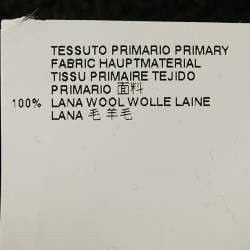 TESSUTO PRIMARIO PRIMARY
FABRIC HAUPTMATERIAL
TISSU PRIMAIRE TEJIDO
PRIMARIO 面料
100% LANA WOOL WOLLE LAINE
LANA 毛 羊毛